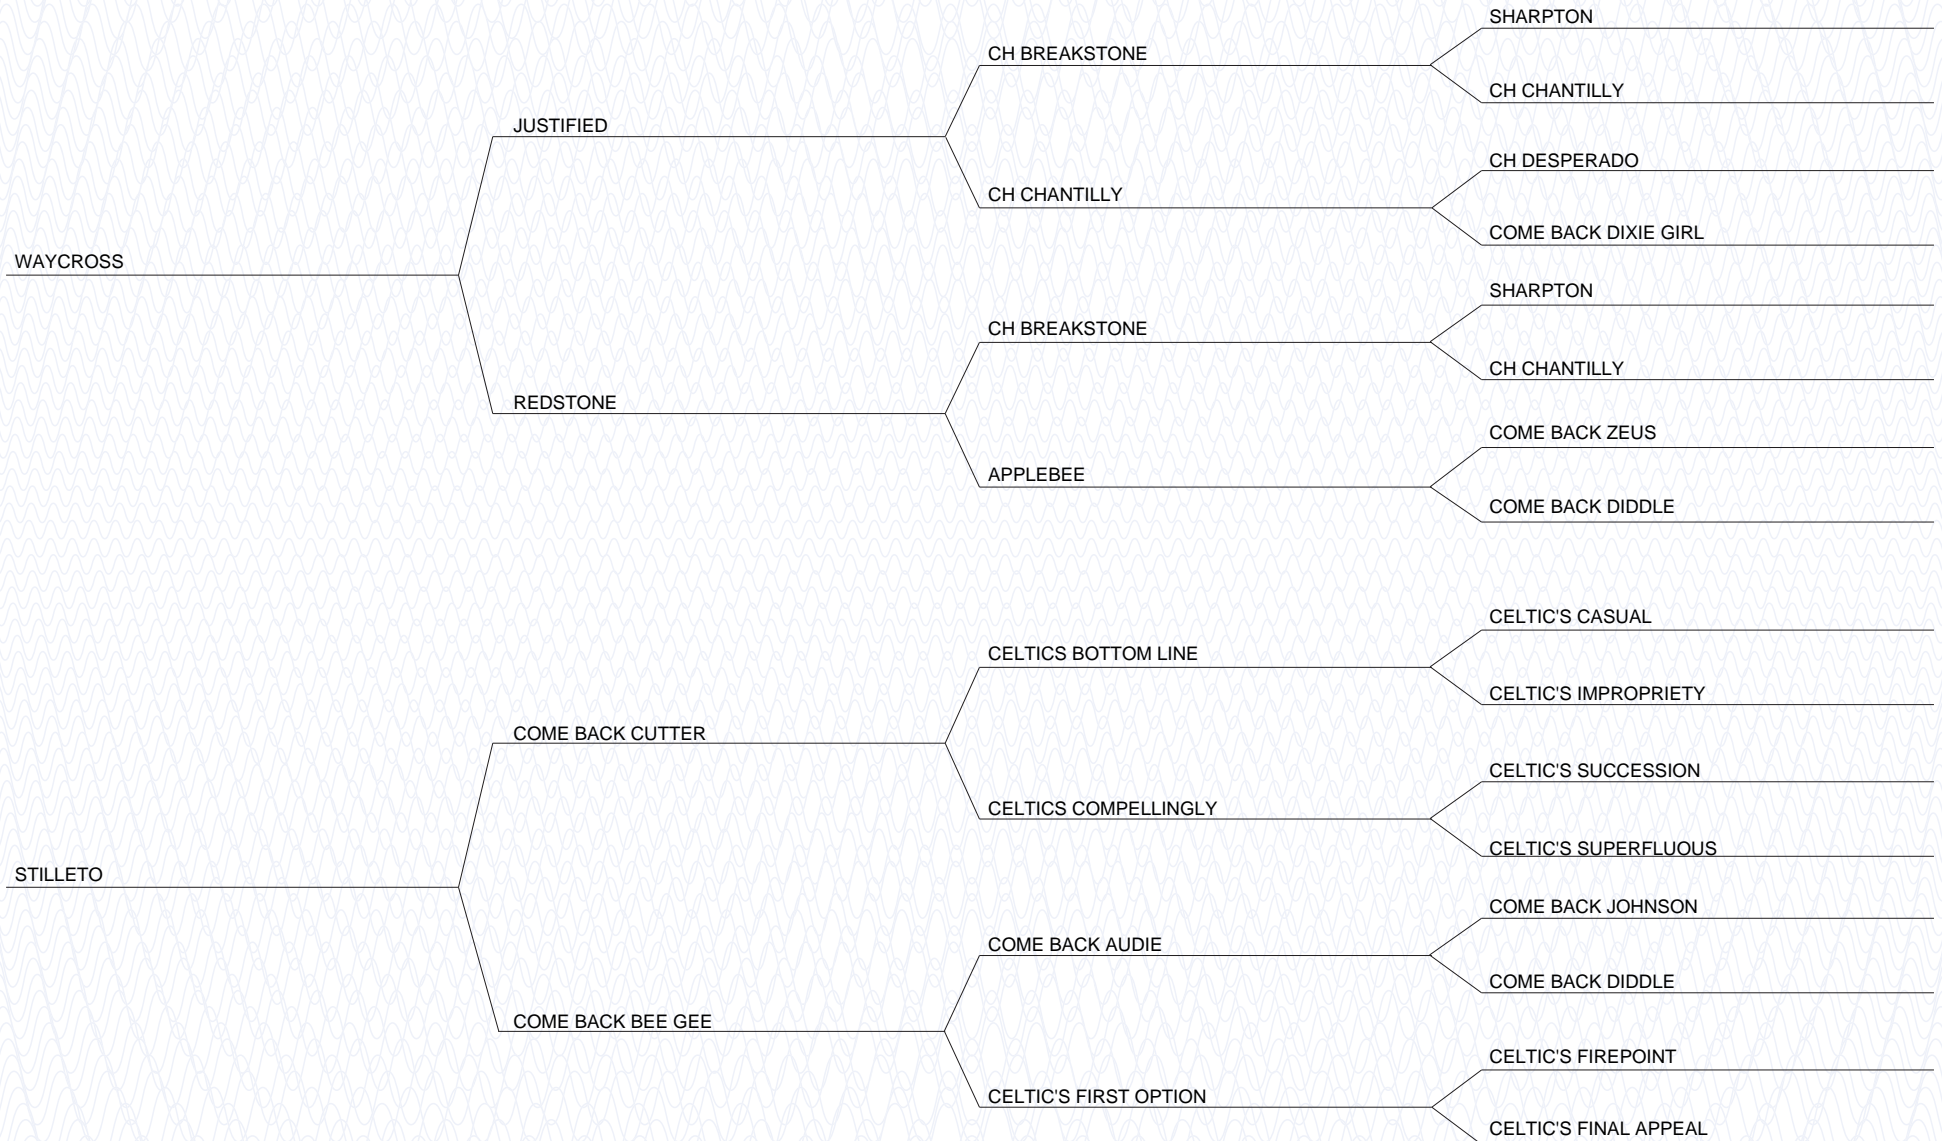 SHARPTON
CH BREAKSTONE
CH CHANTILLY
JUSTIFIED
CH DESPERADO
CH CHANTILLY
COME BACK DIXIE GIRL
WAYCROSS
SHARPTON
CH BREAKSTONE
CH CHANTILLY
REDSTONE
COME BACK ZEUS
APPLEBEE
COME BACK DIDDLE
CELTIC'S CASUAL
CELTICS BOTTOM LINE
CELTIC'S IMPROPRIETY
COME BACK CUTTER
CELTIC'S SUCCESSION
CELTICS COMPELLINGLY
CELTIC'S SUPERFLUOUS
STILLETO
COME BACK JOHNSON
COME BACK AUDIE
COME BACK DIDDLE
COME BACK BEE GEE
CELTIC'S FIREPOINT
CELTIC'S FIRST OPTION
CELTIC'S FINAL APPEAL